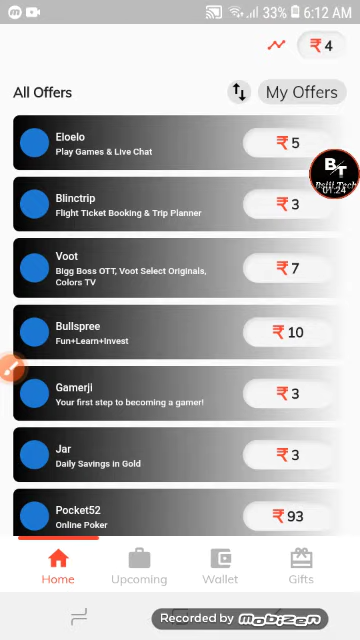 33% 6:12 AM
₹ 4
All Offers
My Offers
Eloelo
Play Games & Live Chat
₹ 5
BT
01:24
Blinctrip
Flight Ticket Booking & Trip Planner
₹ 3
Voot
Bigg Boss OTT, Voot Select Originals,
Colors TV
₹ 7
Bullspree
Fun+Learn+Invest
₹ 10
Gamerji
Your first step to becoming a gamer!
₹ 3
Jar
Daily Savings in Gold
₹ 3
Pocket52
Online Poker
₹ 93
Home
Upcoming
Wallet
Gifts
Recorded by mobizen